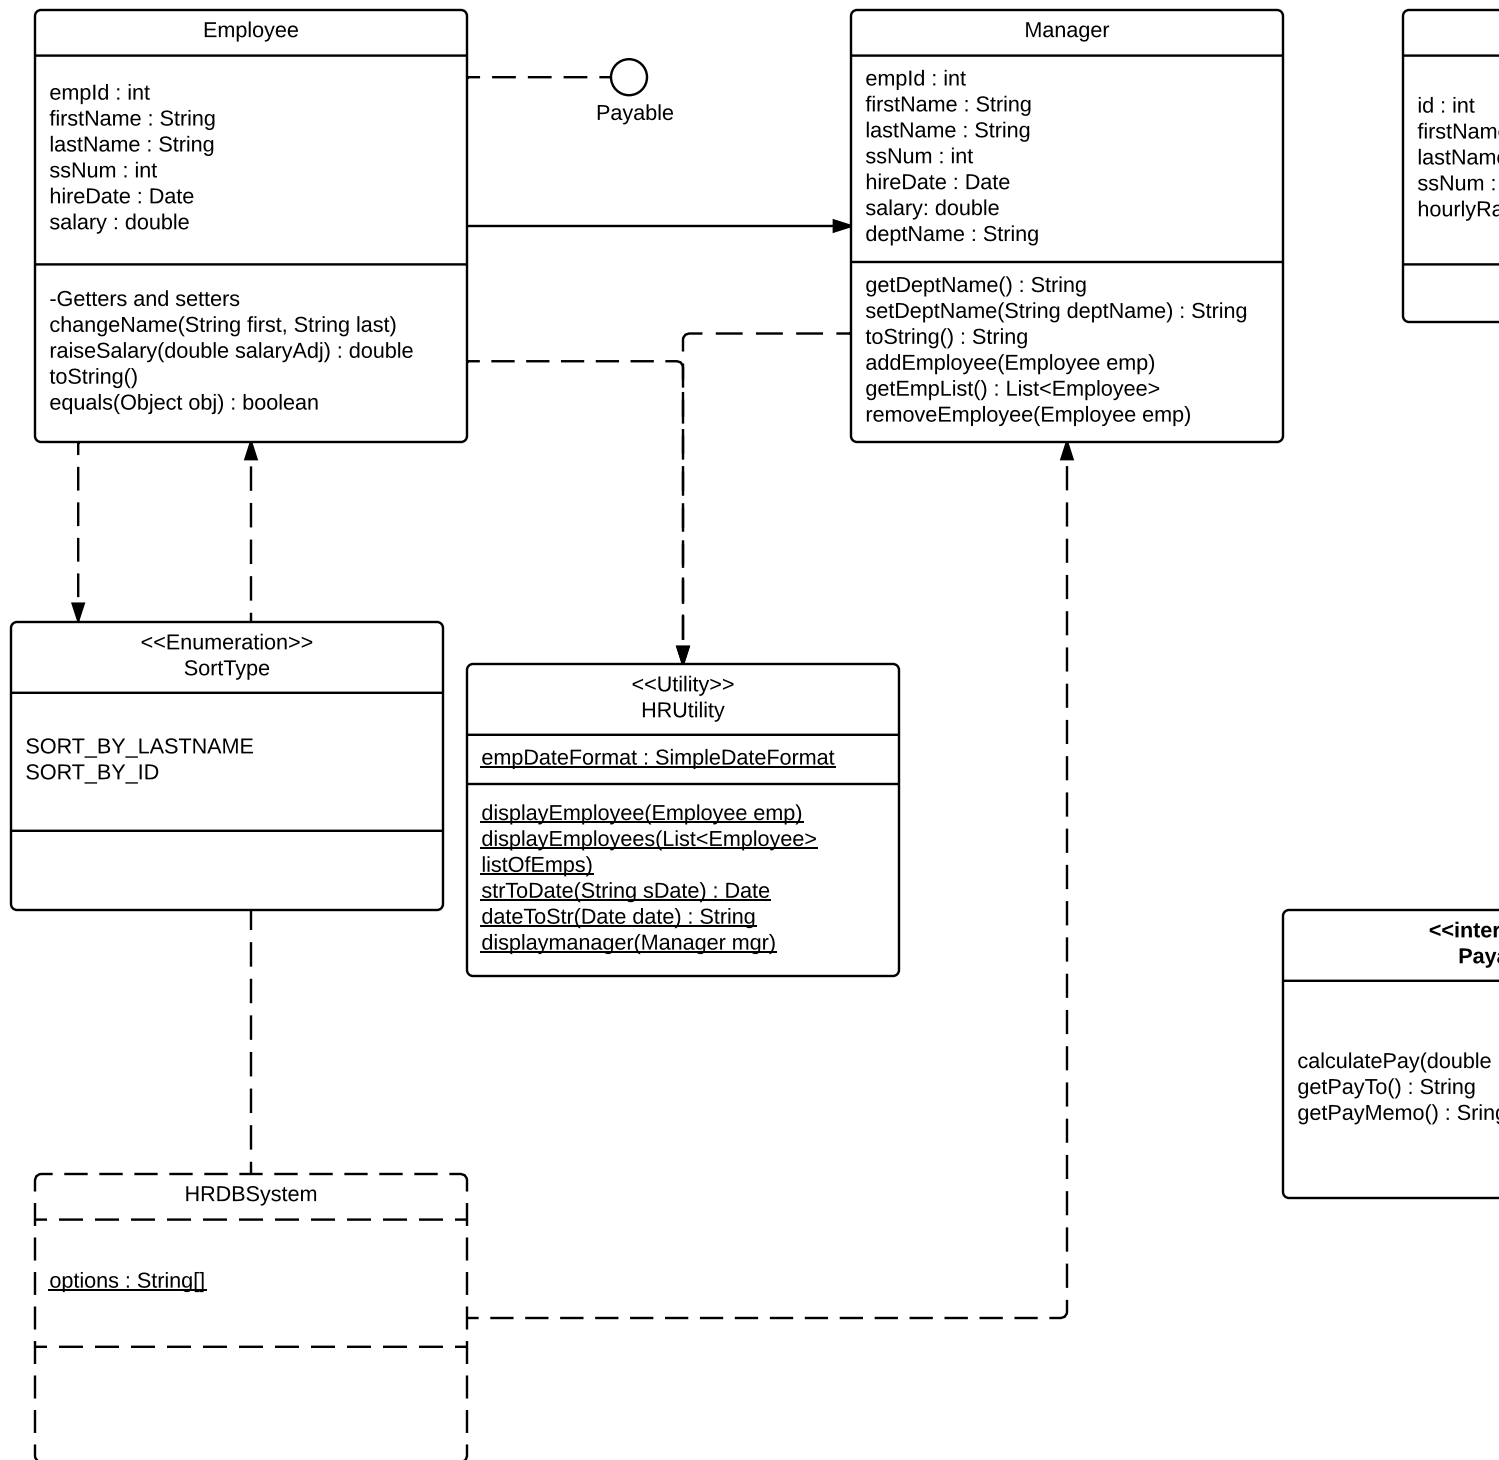 Employee
empId : int
firstName : String
lastName : String
ssNum : int
hireDate : Date
salary : double
-Getters and setters
changeName(String first, String last)
raiseSalary(double salaryAdj) : double
toString()
equals(Object obj) : boolean
Payable
Manager
empId : int
firstName : String
lastName : String
ssNum : int
hireDate : Date
salary: double
deptName : String
getDeptName() : String
setDeptName(String deptName) : String
toString() : String
addEmployee(Employee emp)
getEmpList() : List<Employee>
removeEmployee(Employee emp)
id : int
ssNum :
<<Enumeration>>
SortType
SORT_BY_LASTNAME
SORT_BY_ID
<<Utility>>
HRUtility
empDateFormat : SimpleDateFormat
displayEmployee(Employee emp)
displayEmployees(List<Employee>
listOfEmps)
strToDate(String sDate) : Date
dateToStr(Date date) : String
displaymanager(Manager mgr)
calculatePay(double
getPayTo() : String
getPayMemo() :
HRDBSystem
options : String[]